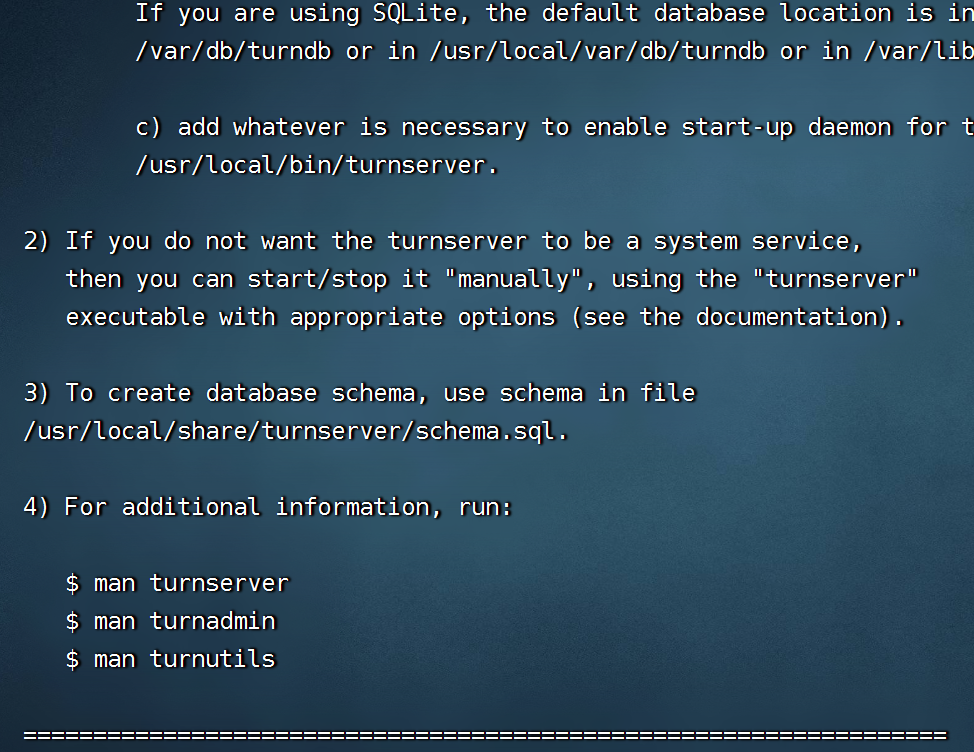 If you are using SQLite, the default database location is in
/var/db/turndb or in /usr/local/var/db/turndb or in /var/lib
c) add whatever is necessary to enable start-up daemon for t
/usr/local/bin/turnserver.
2) If you do not want the turnserver to be a system service,
then you can start/stop it "manually", using the "turnserver"
executable with appropriate options (see the documentation).
3) To create database schema, use schema in file
/usr/local/share/turnserver/schema.sql.
4) For additional information, run:
$ man turnserver
$ man turnadmin
$ man turnutils
==================================================================